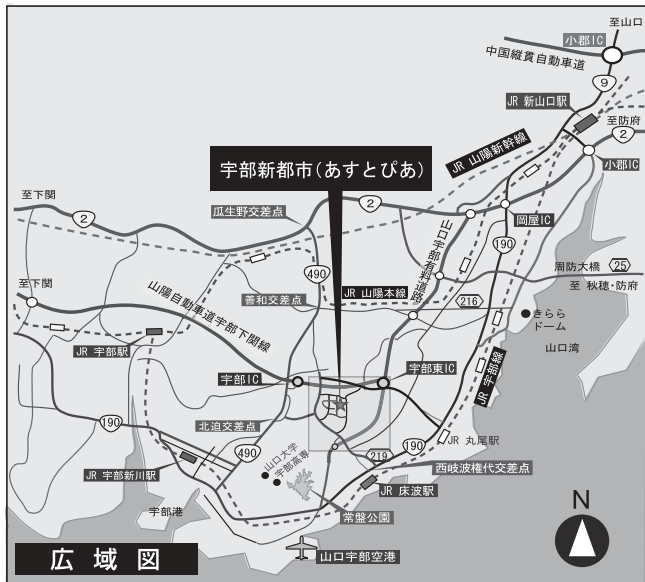 至山口
小郡IC
中国縦貫自動車道
9
JR 新山口駅
至防府
2
JR 山陽新幹線
小郡IC
宇部新都市(あすとぴあ)
至下関
2
瓜生野交差点
2
山口宇部有料道路
岡屋IC
190
490
周防大橋
25
至 秋穂・防府
至下関
山陽自動車道宇部下関線
善和交差点
JR 山陽本線
216
きらら
ドーム
山口湾
JR 宇部駅
JR 宇部線
宇部IC
宇部東IC
190
北迫交差点
490
山口大学
宇部高専
219
190
JR 丸尾駅
西岐波権代交差点
JR 宇部新川駅
JR 床波駅
宇部港
常盤公園
N
広域図
山口宇部空港